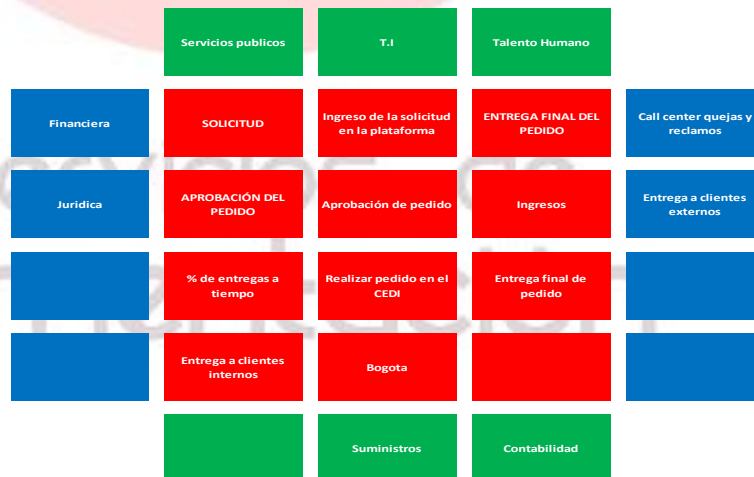 Servicios publicos
T.I
Talento Humano
Financiera
SOLICITUD
Ingreso de la solicitud
en la plataforma
ENTREGA FINAL DEL
PEDIDO
Call center quejas y
reclamos
Juridica
APROBACIÓN DEL
PEDIDO
Aprobación de pedido
Ingresos
Entrega a clientes
externos
% de entregas a
tiempo
Realizar pedido en el
CEDI
Entrega final de
pedido
Entrega a clientes
internos
Bogota
Suministros
Contabilidad